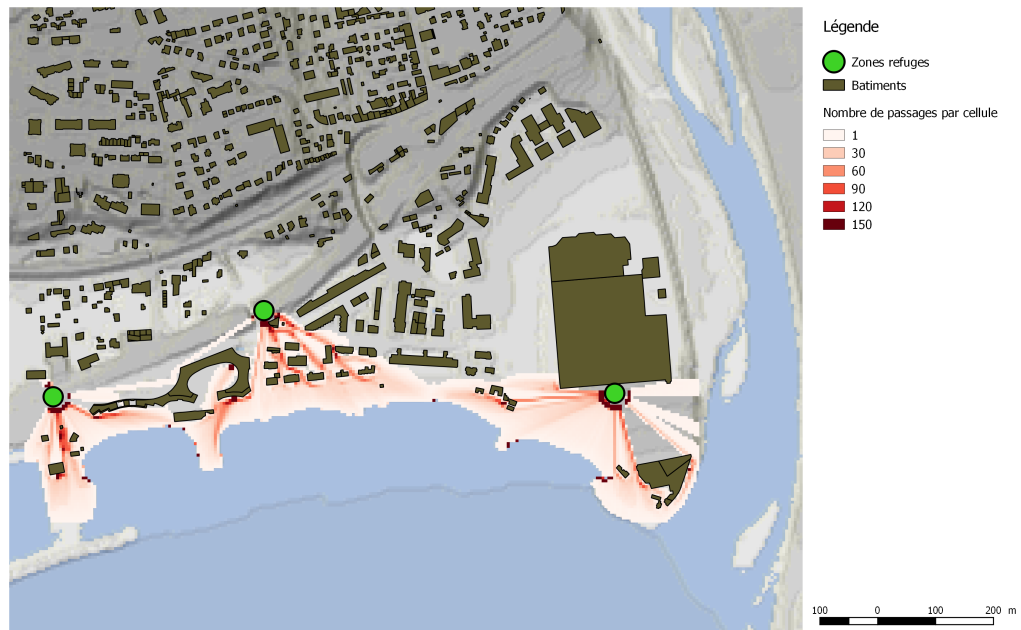 Légende
Zones refuges
Batiments
Nombre de passages par cellule
1
30
60
90
120
150
100 0 100 200 m